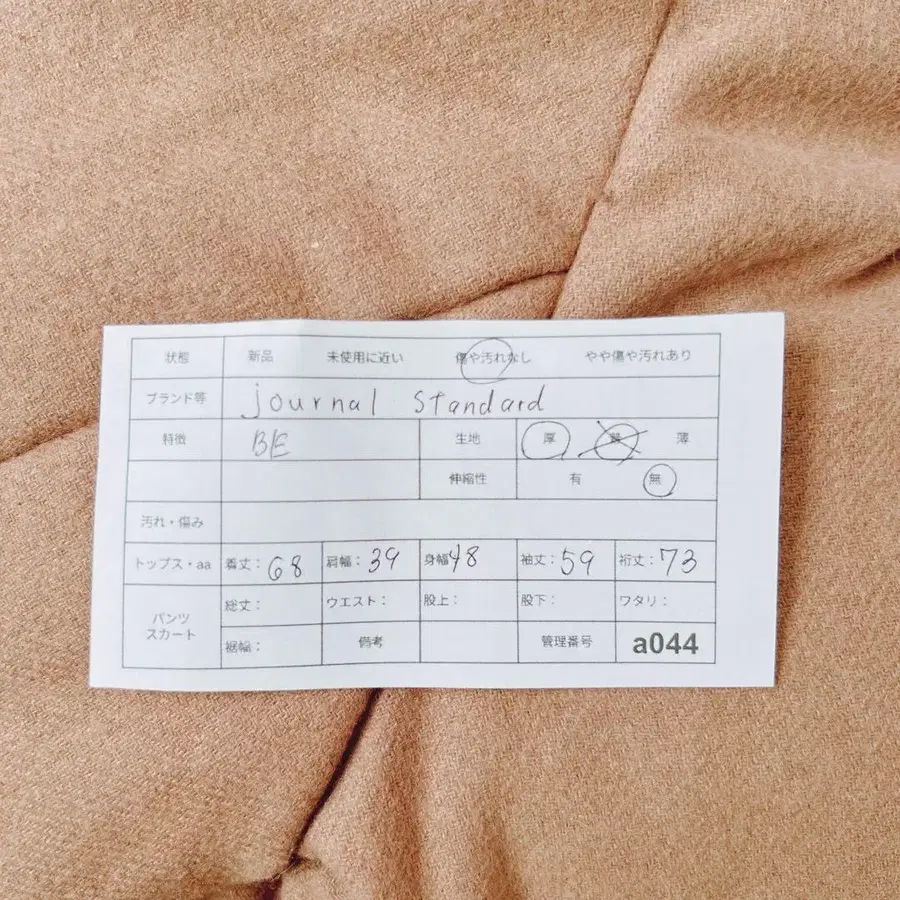 状態 新品 未使用に近い 傷や汚れなし やや傷や汚れあり
ブランド等 journal standard
特徴 BE 生地 厚 薄
伸縮性 有 無
汚れ・傷み
トップス・aa 着丈：68 肩幅：39 身幅48 袖丈：59 裄丈：73
パンツ スカート 総丈： ウエスト： 股上： 股下： ワタリ：
裾幅： 備考 管理番号 a044